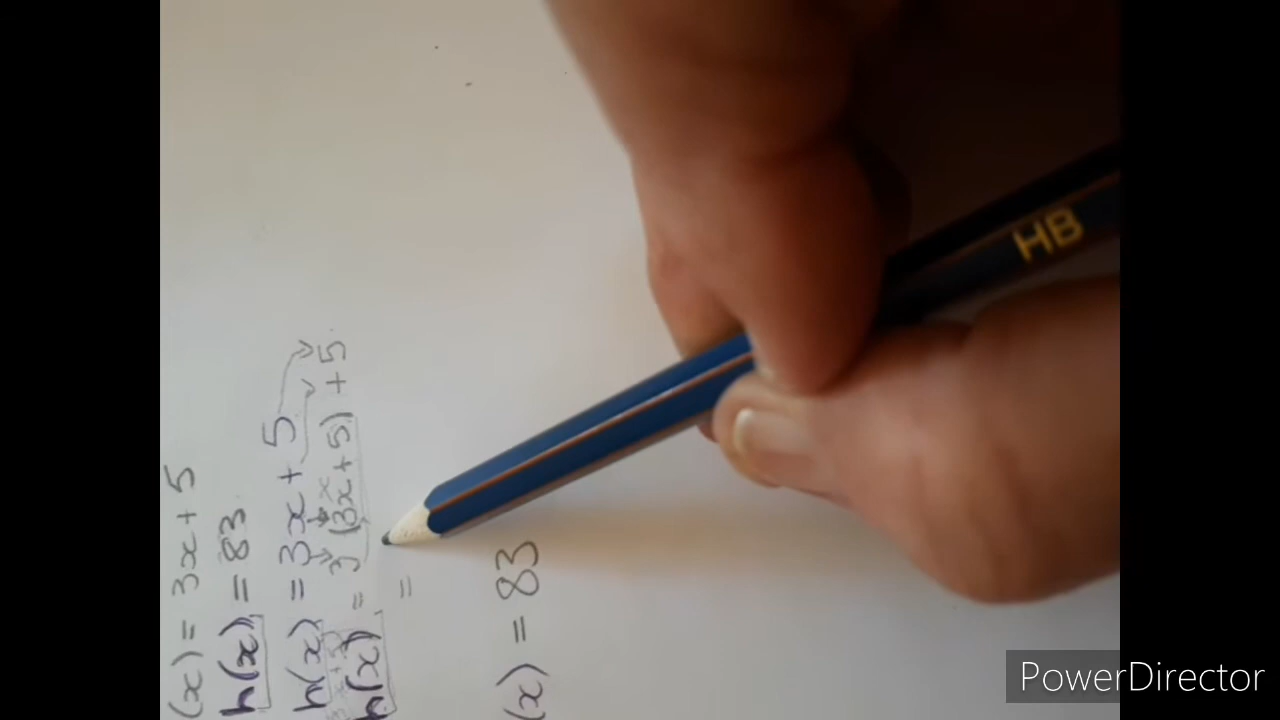 (x) = 3x + 5
h(x) = 83
h(x) = 3x + 5
h(x) = 3 (3x + 5) + 5
=
(x) = 83
HB
PowerDirector